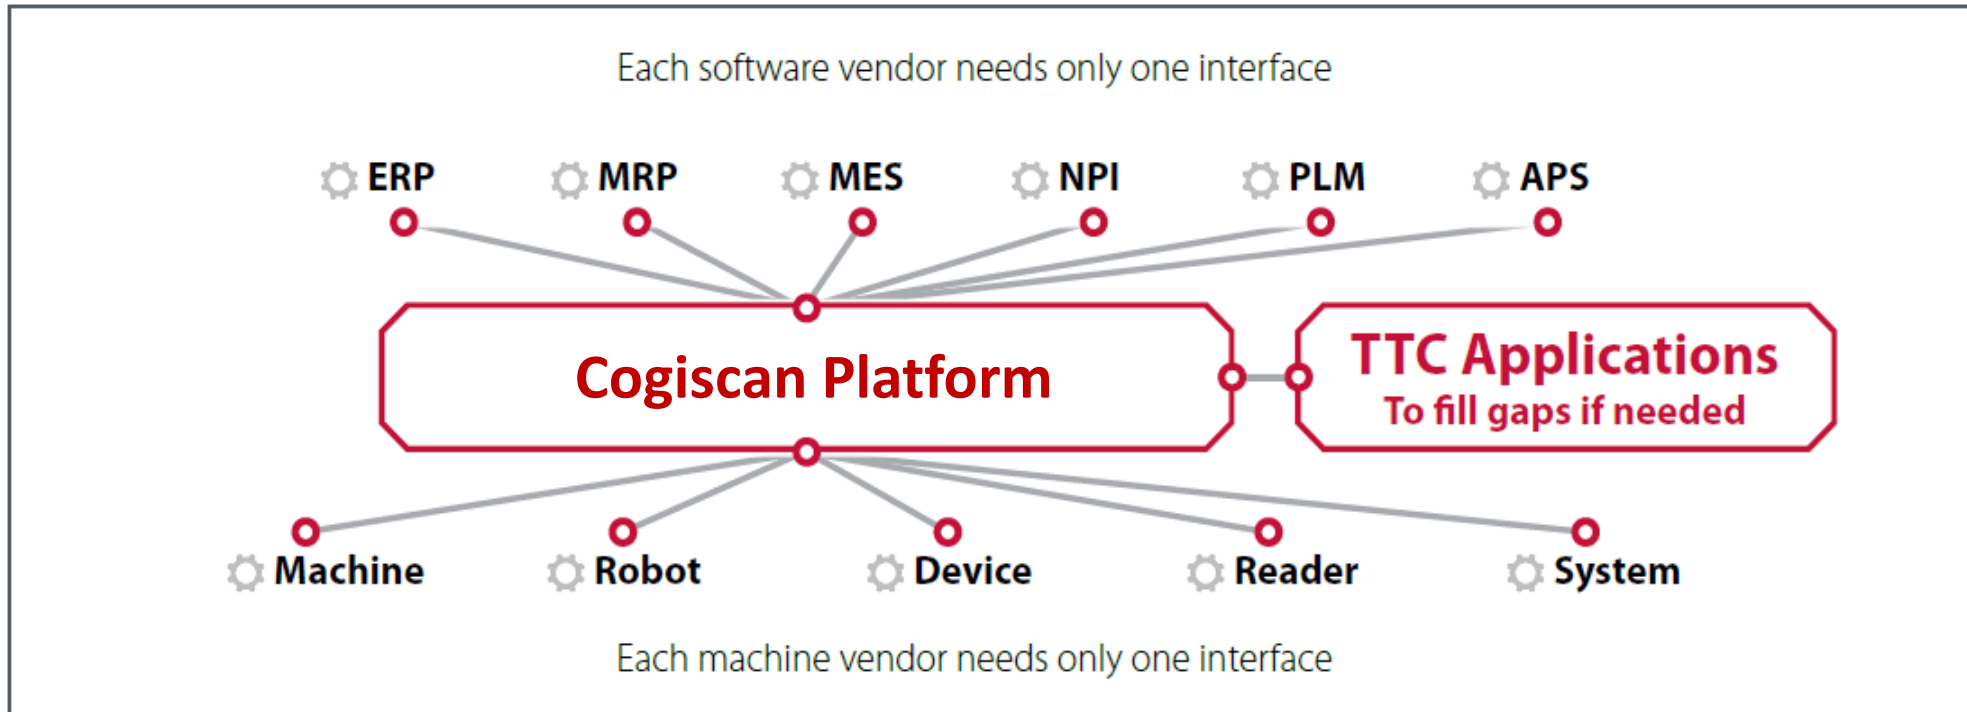 Each software vendor needs only one interface
ERP MRP MES NPI PLM APS
Cogiscan Platform
TTC Applications
To fill gaps if needed
Machine Robot Device Reader System
Each machine vendor needs only one interface